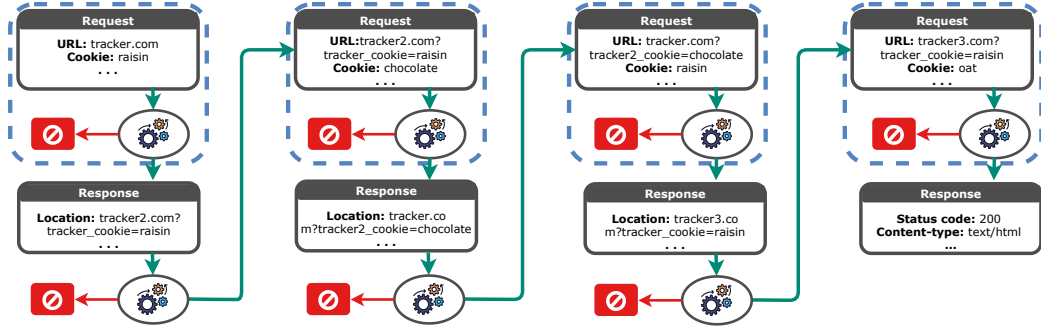 Request
URL: tracker.com
Cookie: raisin
...
Response
Location: tracker2.com?
tracker_cookie=raisin
...
Request
URL:tracker2.com?
tracker_cookie=raisin
Cookie: chocolate
...
Response
Location: tracker.co
m?tracker2_cookie=chocolate
...
Request
URL: tracker.com?
tracker2_cookie=chocolate
Cookie: raisin
...
Response
Location: tracker3.co
m?tracker_cookie=raisin
...
Request
URL: tracker3.com?
tracker_cookie=raisin
Cookie: oat
...
Response
Status code: 200
Content-type: text/html
...